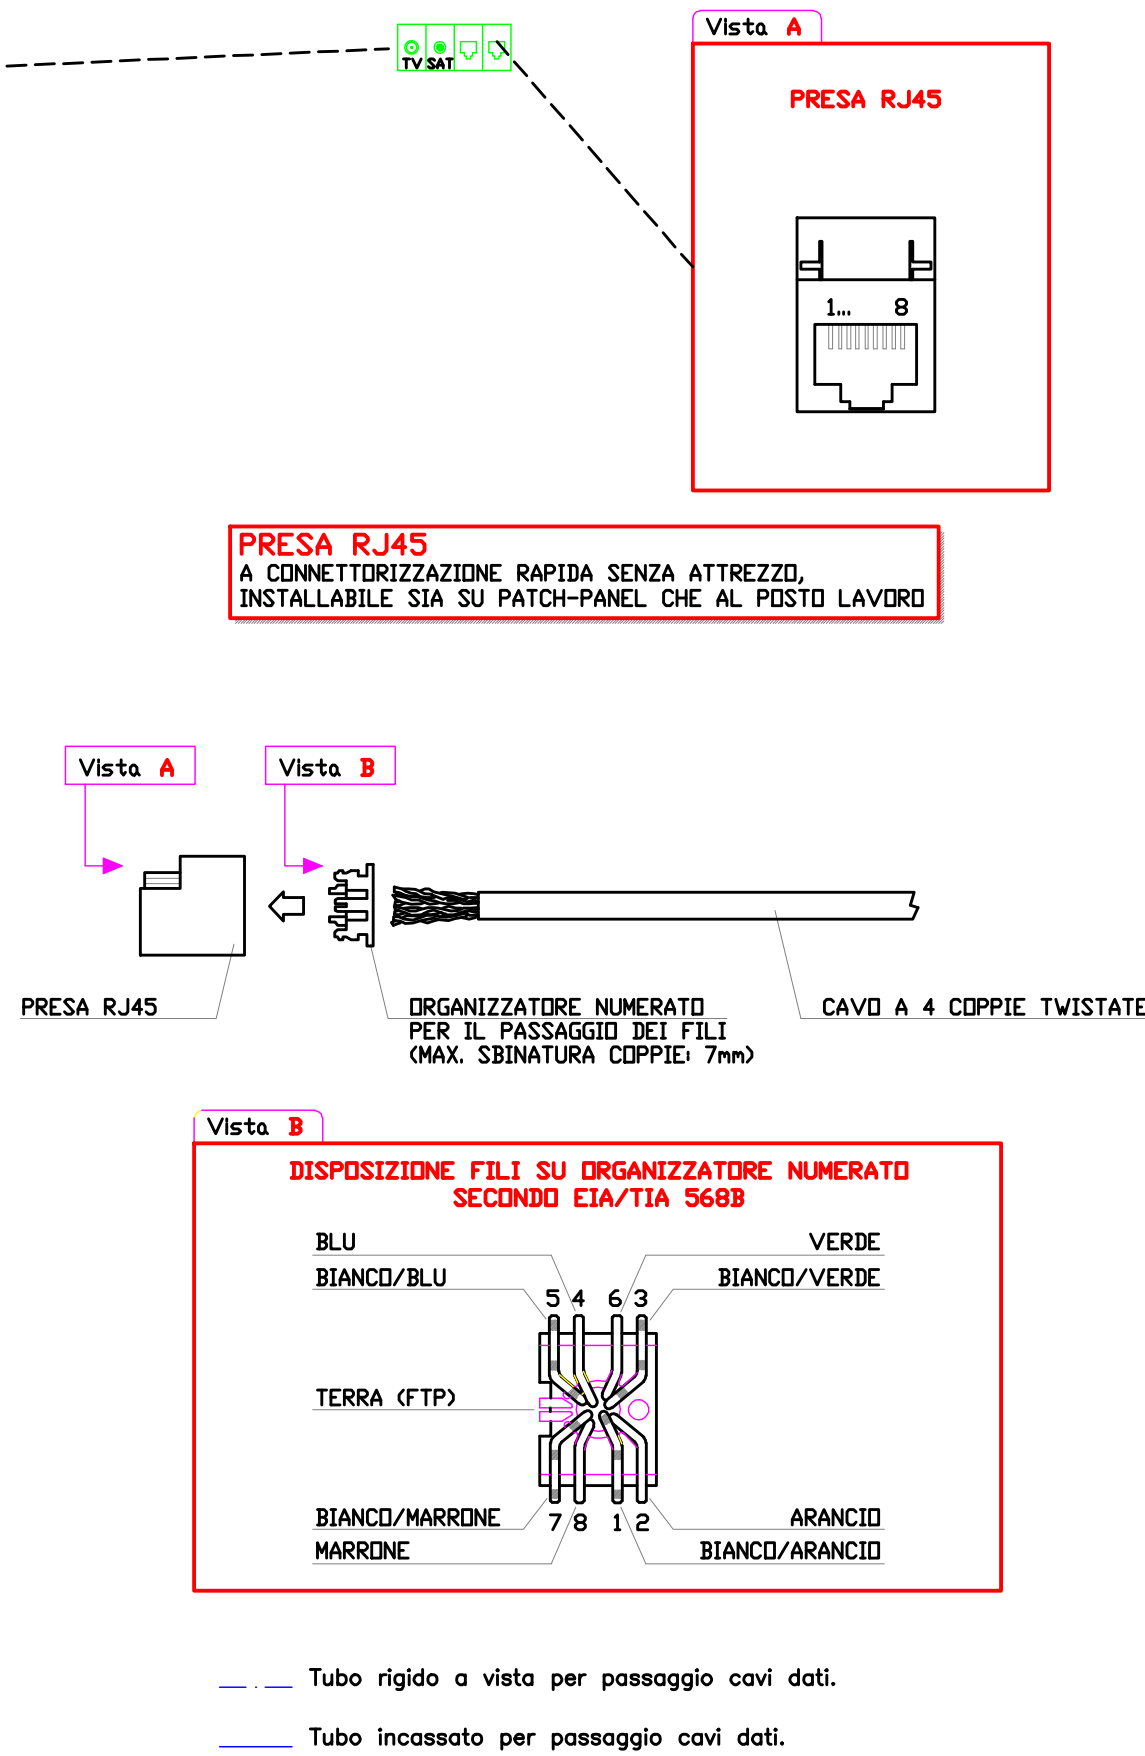 Vista A
TV SAT
PRESA RJ45
1... 8
PRESA RJ45
A CONNETTORIZZAZIONE RAPIDA SENZA ATTREZZO,
INSTALLABILE SIA SU PATCH-PANEL CHE AL POSTO LAVORO
Vista A
Vista B
PRESA RJ45
ORGANIZZATORE NUMERATO
PER IL PASSAGGIO DEI FILI
(MAX. SBINATURA COPPIE: 7mm)
CAVO A 4 COPPIE TWISTATE
Vista B
DISPOSIZIONE FILI SU ORGANIZZATORE NUMERATO
SECONDO EIA/TIA 568B
BLU
VERDE
BIANCO/BLU
BIANCO/VERDE
5 4 6 3
TERRA (FTP)
BIANCO/MARRONE
ARANCIO
7 8 1 2
MARRONE
BIANCO/ARANCIO
Tubo rigido a vista per passaggio cavi dati.
Tubo incassato per passaggio cavi dati.